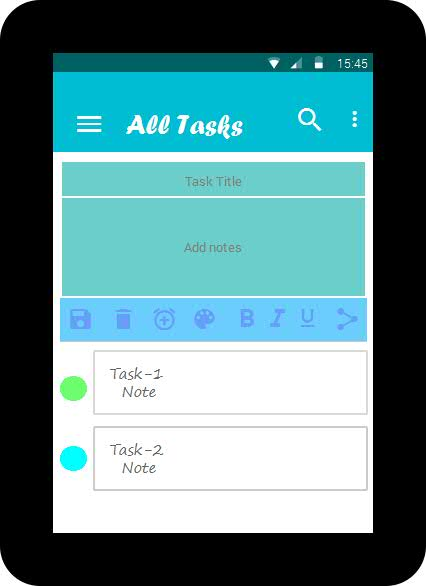 15:45
All Tasks
Task Title
Add notes
B I U
Task-1
Note
Task-2
Note